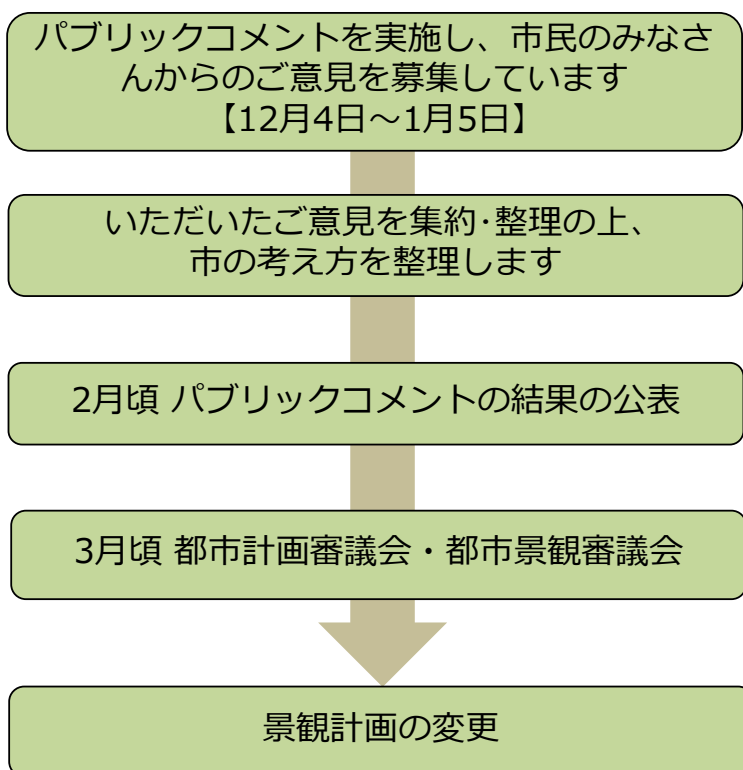 パブリックコメントを実施し、市民のみなさ
んからのご意見を募集しています
【12月4日～1月5日】
いただいたご意見を集約･整理の上、
市の考え方を整理します
2月頃 パブリックコメントの結果の公表
3月頃 都市計画審議会・都市景観審議会
景観計画の変更